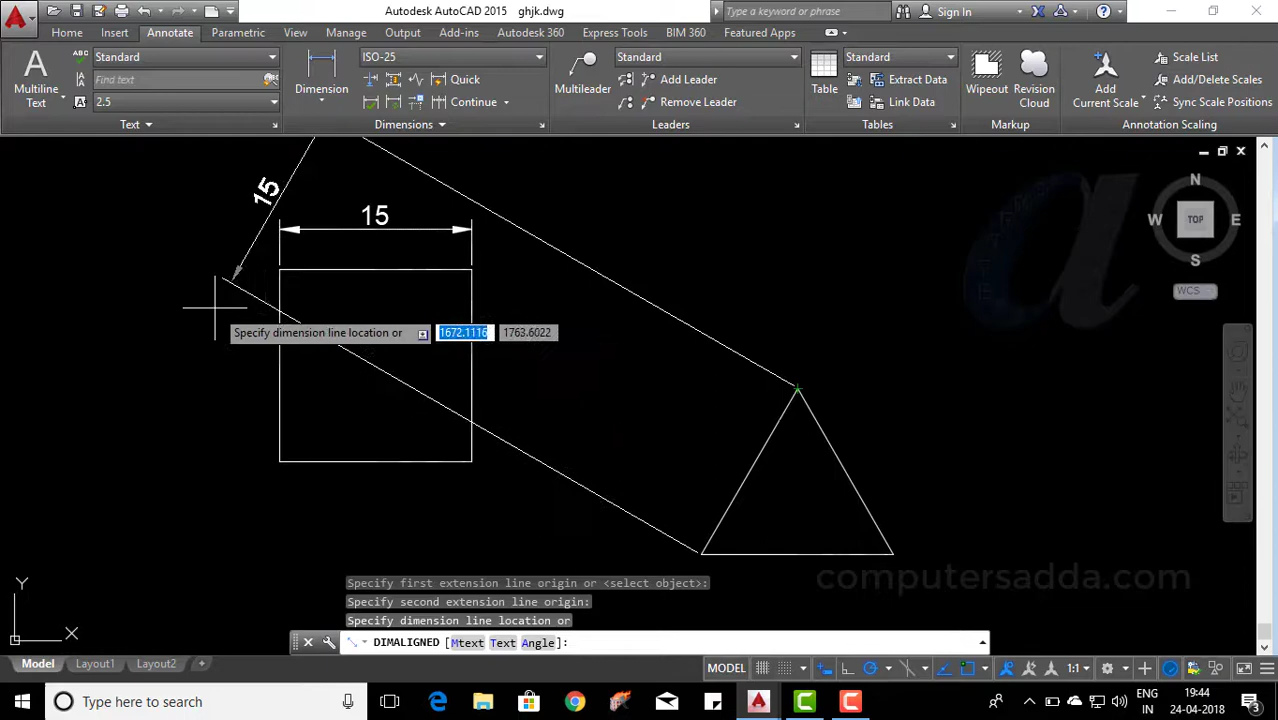 Autodesk AutoCAD 2015 ghjk.dwg
Type a keyword or phrase
Sign In
Home Insert Annotate Parametric View Manage Output Add-ins Autodesk 360 Express Tools BIM 360 Featured Apps
Multiline
Text
ABC
Standard
Find text
2.5
Text
Dimension
ISO-25
Quick
Continue
Dimensions
Multileader
Standard
Add Leader
Remove Leader
Leaders
Table
Standard
Extract Data
Link Data
Tables
Wipeout
Revision
Cloud
Markup
Add
Current Scale
Scale List
Add/Delete Scales
Sync Scale Positions
Annotation Scaling
N
W TOP E
S
WCS
15
15
Specify dimension line location or 1672.1116 1763.6022
computersadda.com
Y
X
Specify first extension line origin or <select object>:
Specify second extension line origin:
Specify dimension line location or
DIMALIGNED [Mtext Text Angle]:
Model Layout1 Layout2 +
MODEL 1:1
Type here to search
ENG
IN
19:44
24-04-2018
3